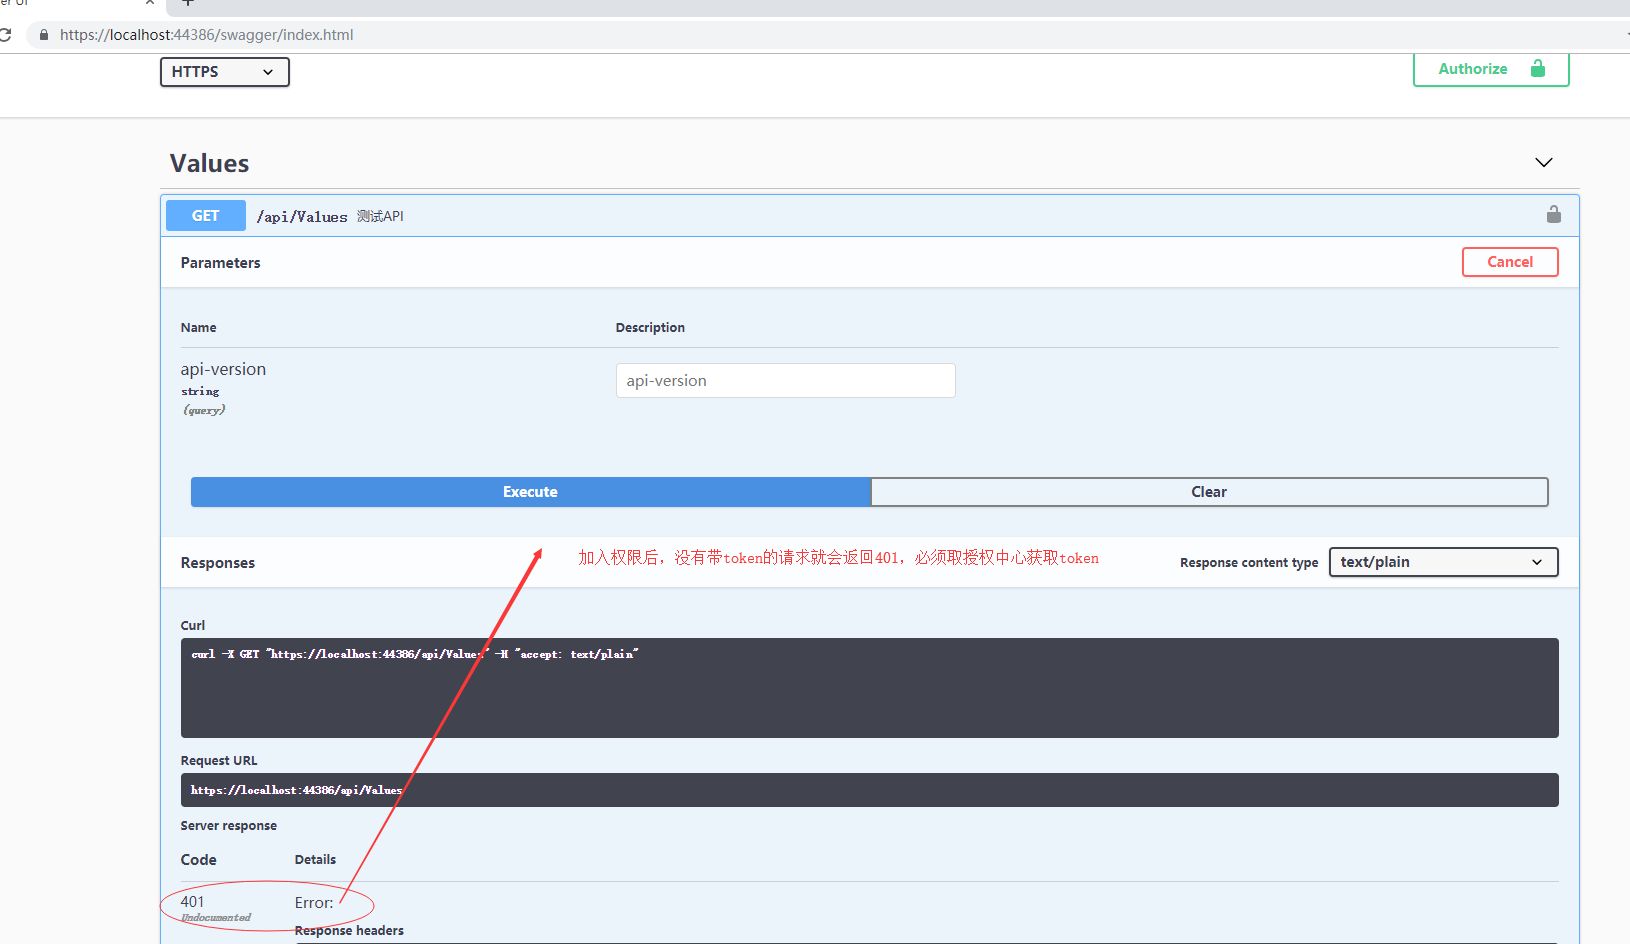 er UI
https://localhost:44386/swagger/index.html
HTTPS
Authorize
Values
GET /api/Values 测试API
Parameters
Cancel
Name Description
api-version
string
(query)
api-version
Execute
Clear
Responses
加入权限后，没有带token的请求就会返回401，必须取授权中心获取token
Response content type
text/plain
Curl
curl -X GET "https://localhost:44386/api/Values" -H "accept: text/plain"
Request URL
https://localhost:44386/api/Values
Server response
Code Details
401 Error:
Undocumented
Response headers